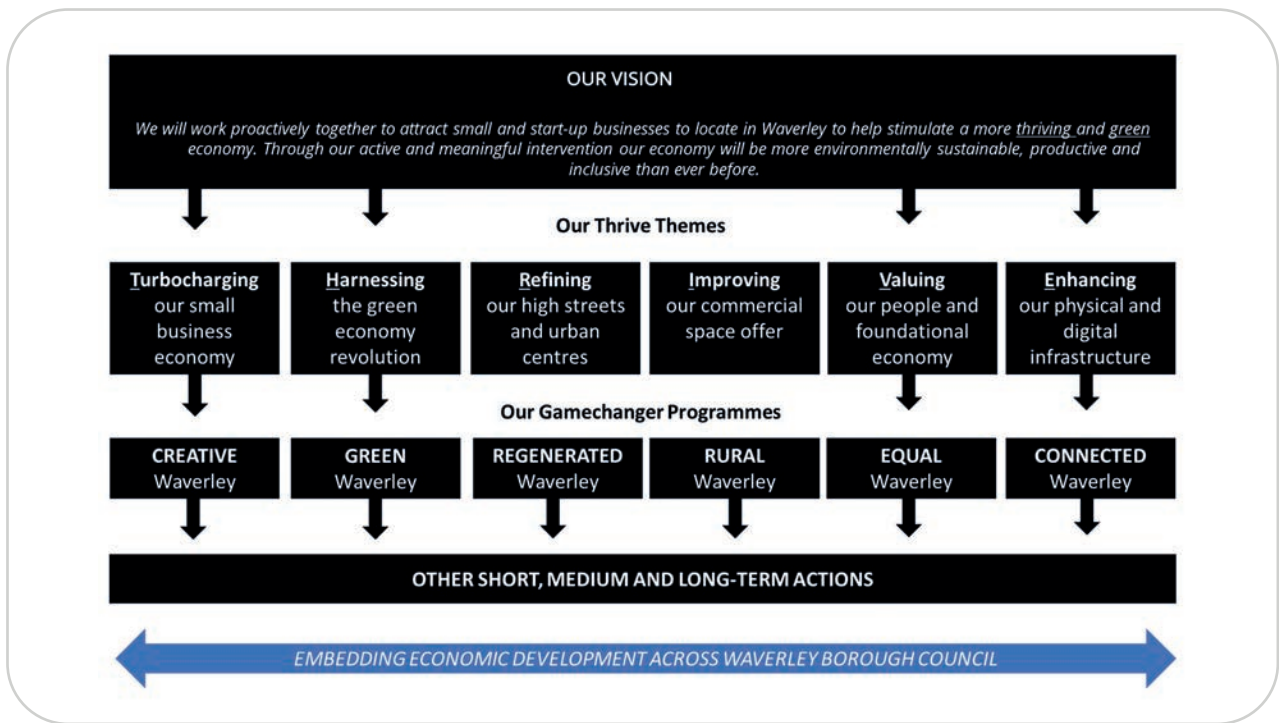 OUR VISION
We will work proactively together to attract small and start-up businesses to locate in Waverley to help stimulate a more thriving and green
economy. Through our active and meaningful intervention our economy will be more environmentally sustainable, productive and
inclusive than ever before.
Our Thrive Themes
Turbocharging
our small
business
economy
Harnessing
the green
economy
revolution
Refining
our high streets
and urban
centres
Improving
our commercial
space offer
Valuing
our people and
foundational
economy
Enhancing
our physical and
digital
infrastructure
Our Gamechanger Programmes
CREATIVE
Waverley
GREEN
Waverley
REGENERATED
Waverley
RURAL
Waverley
EQUAL
Waverley
CONNECTED
Waverley
OTHER SHORT, MEDIUM AND LONG-TERM ACTIONS
EMBEDDING ECONOMIC DEVELOPMENT ACROSS WAVERLEY BOROUGH COUNCIL